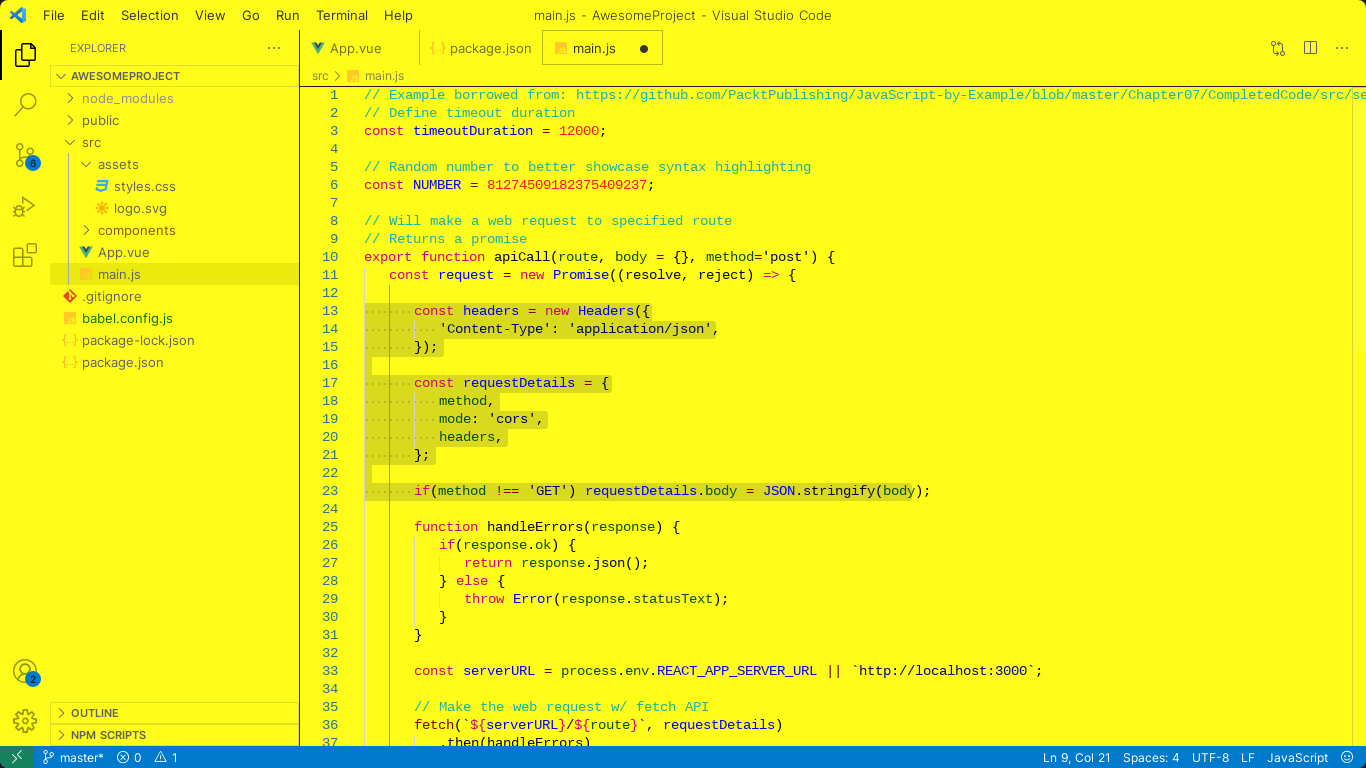 File Edit Selection View Go Run Terminal Help
main.js - AwesomeProject - Visual Studio Code
EXPLORER
AWESOMEPROJECT
node_modules
public
src
assets
styles.css
logo.svg
components
App.vue
main.js
.gitignore
babel.config.js
package-lock.json
package.json
OUTLINE
NPM SCRIPTS
6
2
App.vue
package.json
main.js
src main.js
1 // Example borrowed from: https://github.com/PacktPublishing/JavaScript-by-Example/blob/master/Chapter07/CompletedCode/src/se
2 // Define timeout duration
3 const timeoutDuration = 12000;
4
5 // Random number to better showcase syntax highlighting
6 const NUMBER = 81274509182375409237;
7
8 // Will make a web request to specified route
9 // Returns a promise
10 export function apiCall(route, body = {}, method='post') {
11 const request = new Promise((resolve, reject) => {
12
13 const headers = new Headers({
14 'Content-Type': 'application/json',
15 });
16
17 const requestDetails = {
18 method,
19 mode: 'cors',
20 headers,
21 };
22
23 if(method !== 'GET') requestDetails.body = JSON.stringify(body);
24
25 function handleErrors(response) {
26 if(response.ok) {
27 return response.json();
28 } else {
29 throw Error(response.statusText);
30 }
31 }
32
33 const serverURL = process.env.REACT_APP_SERVER_URL || `http://localhost:3000`;
34
35 // Make the web request w/ fetch API
36 fetch(`${serverURL}/${route}`, requestDetails)
37 .then(handleErrors)
master* 0 1
Ln 9, Col 21 Spaces: 4 UTF-8 LF JavaScript